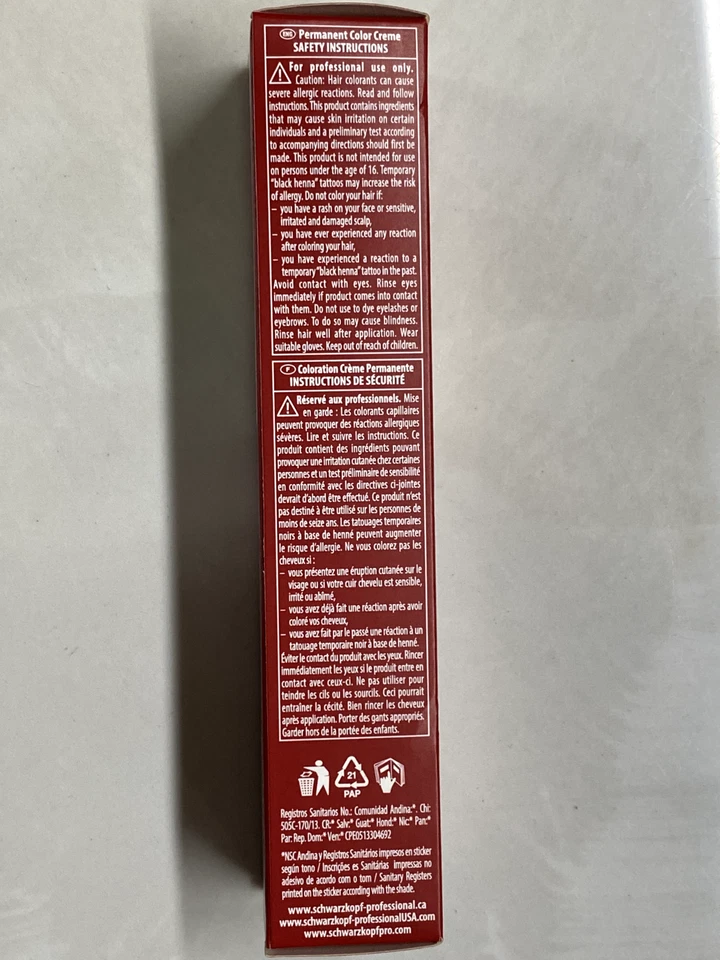 ENG Permanent Color Creme
SAFETY INSTRUCTIONS
For professional use only.
Caution: Hair colorants can cause
severe allergic reactions. Read and follow
instructions. This product contains ingredients
that may cause skin irritation on certain
individuals and a preliminary test according
to accompanying directions should first be
made. This product is not intended for use
on persons under the age of 16. Temporary
"black henna" tattoos may increase the risk
of allergy. Do not color your hair if:
– you have a rash on your face or sensitive,
irritated and damaged scalp,
– you have ever experienced any reaction
after coloring your hair,
– you have experienced a reaction to a
temporary "black henna" tattoo in the past.
Avoid contact with eyes. Rinse eyes
immediately if product comes into contact
with them. Do not use to dye eyelashes or
eyebrows. To do so may cause blindness.
Rinse hair well after application. Wear
suitable gloves. Keep out of reach of children.
F Coloration Crème Permanente
INSTRUCTIONS DE SÉCURITÉ
Réservé aux professionnels. Mise
en garde : Les colorants capillaires
peuvent provoquer des réactions allergiques
sévères. Lire et suivre les instructions. Ce
produit contient des ingrédients pouvant
provoquer une irritation cutanée chez certaines
personnes et un test préliminaire de sensibilité
en conformité avec les directives ci-jointes
devrait d'abord être effectué. Ce produit n'est
pas destiné à être utilisé sur les personnes de
moins de seize ans. Les tatouages temporaires
noirs à base de henné peuvent augmenter
le risque d'allergie. Ne vous colorez pas les
cheveux si :
– vous présentez une éruption cutanée sur le
visage ou si votre cuir chevelu est sensible,
irrité ou abîmé,
– vous avez déjà fait une réaction après avoir
coloré vos cheveux,
– vous avez fait par le passé une réaction à un
tatouage temporaire noir à base de henné.
Éviter le contact du produit avec les yeux. Rincer
immédiatement les yeux si le produit entre en
contact avec ceux-ci. Ne pas utiliser pour
teindre les cils ou les sourcils. Ceci pourrait
entraîner la cécité. Bien rincer les cheveux
après application. Porter des gants appropriés.
Garder hors de la portée des enfants.
21
PAP
Registros Sanitarios No.: Comunidad Andina:*. Chi:
505C-170/13. CR:* Salv:* Guat:* Hond:* Nic:* Pan:*
Par: Rep. Dom:* Ven:* CPE0513304692
*NSC Andina y Registros Sanitários impresos en sticker
según tono / Inscrições es Sanitárias impressas no
adesivo de acordo com o tom / Sanitary Registers
printed on the sticker according with the shade.
www.schwarzkopf-professional.ca
www.schwarzkopf-professionalUSA.com
www.schwarzkopfpro.com